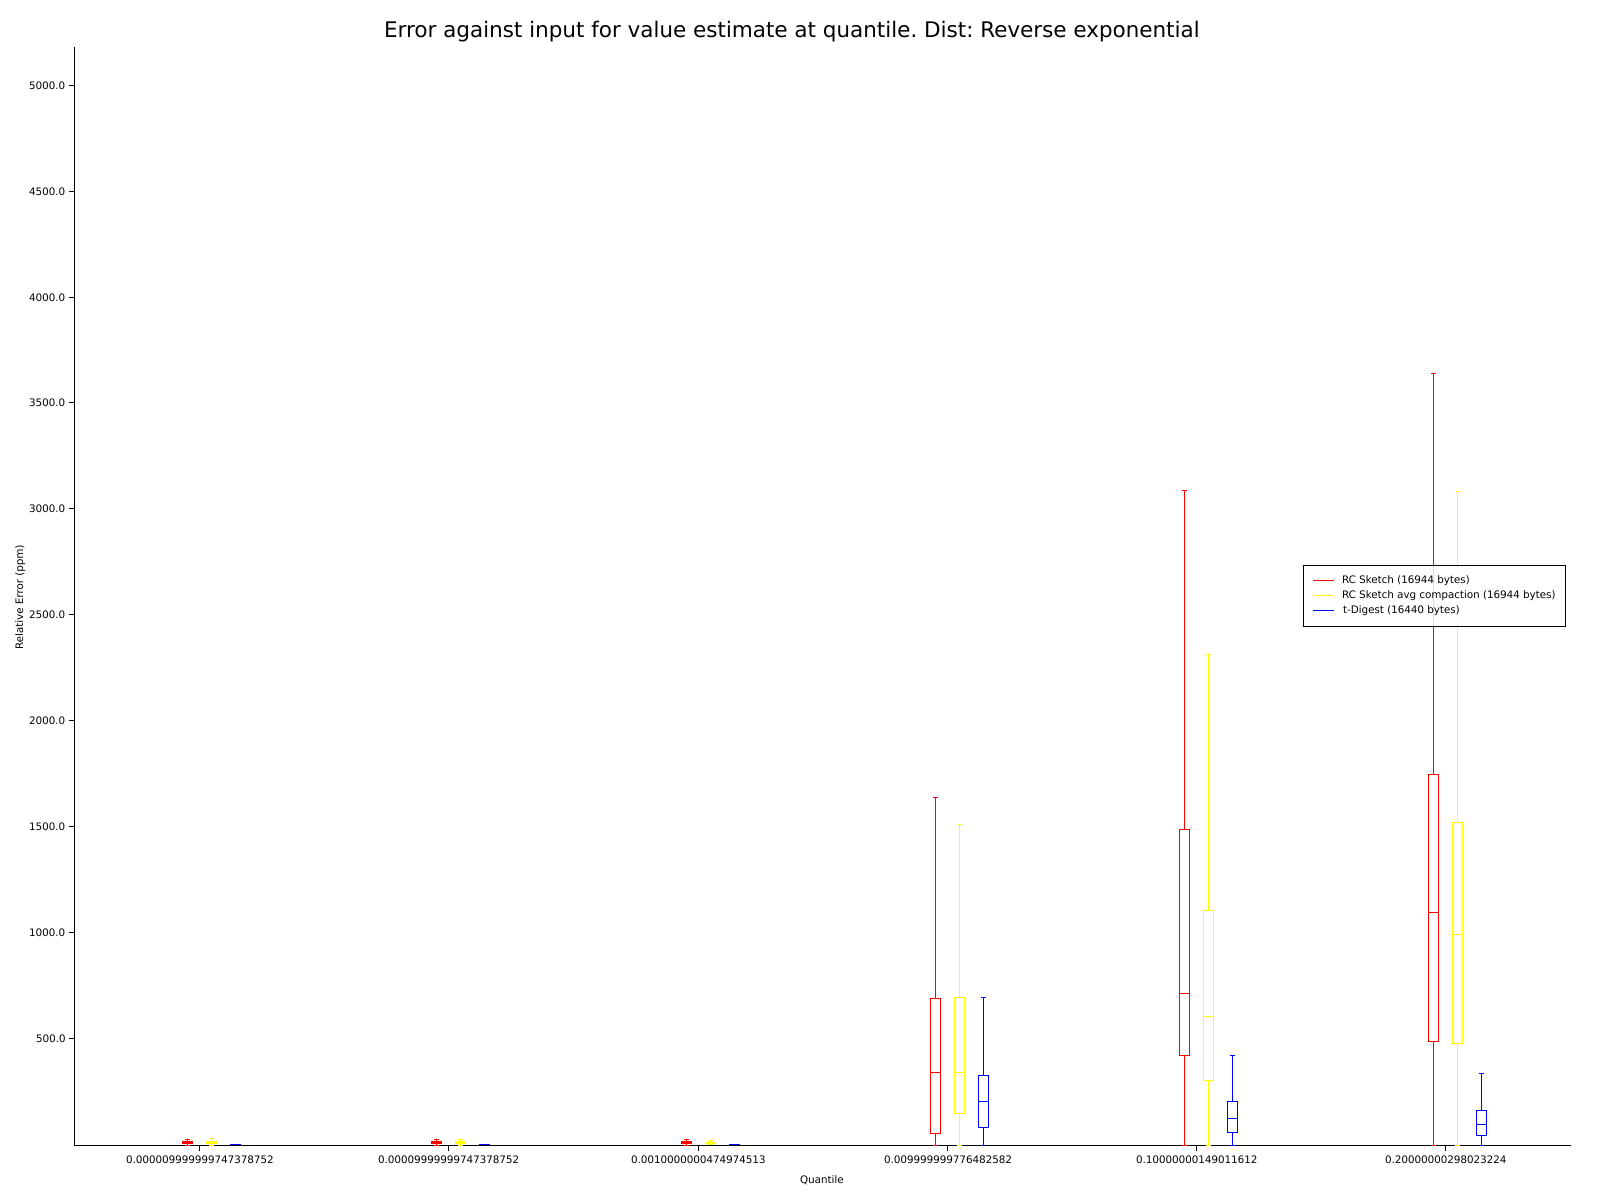 Error against input for value estimate at quantile. Dist: Reverse exponential
5000.0
4500.0
4000.0
3500.0
3000.0
2500.0
2000.0
1500.0
1000.0
500.0
Relative Error (ppm)
RC Sketch (16944 bytes)
RC Sketch avg compaction (16944 bytes)
t-Digest (16440 bytes)
0.000009999999747378752
0.00009999999747378752
0.0010000000474974513
0.009999999776482582
0.10000000149011612
0.20000000298023224
Quantile